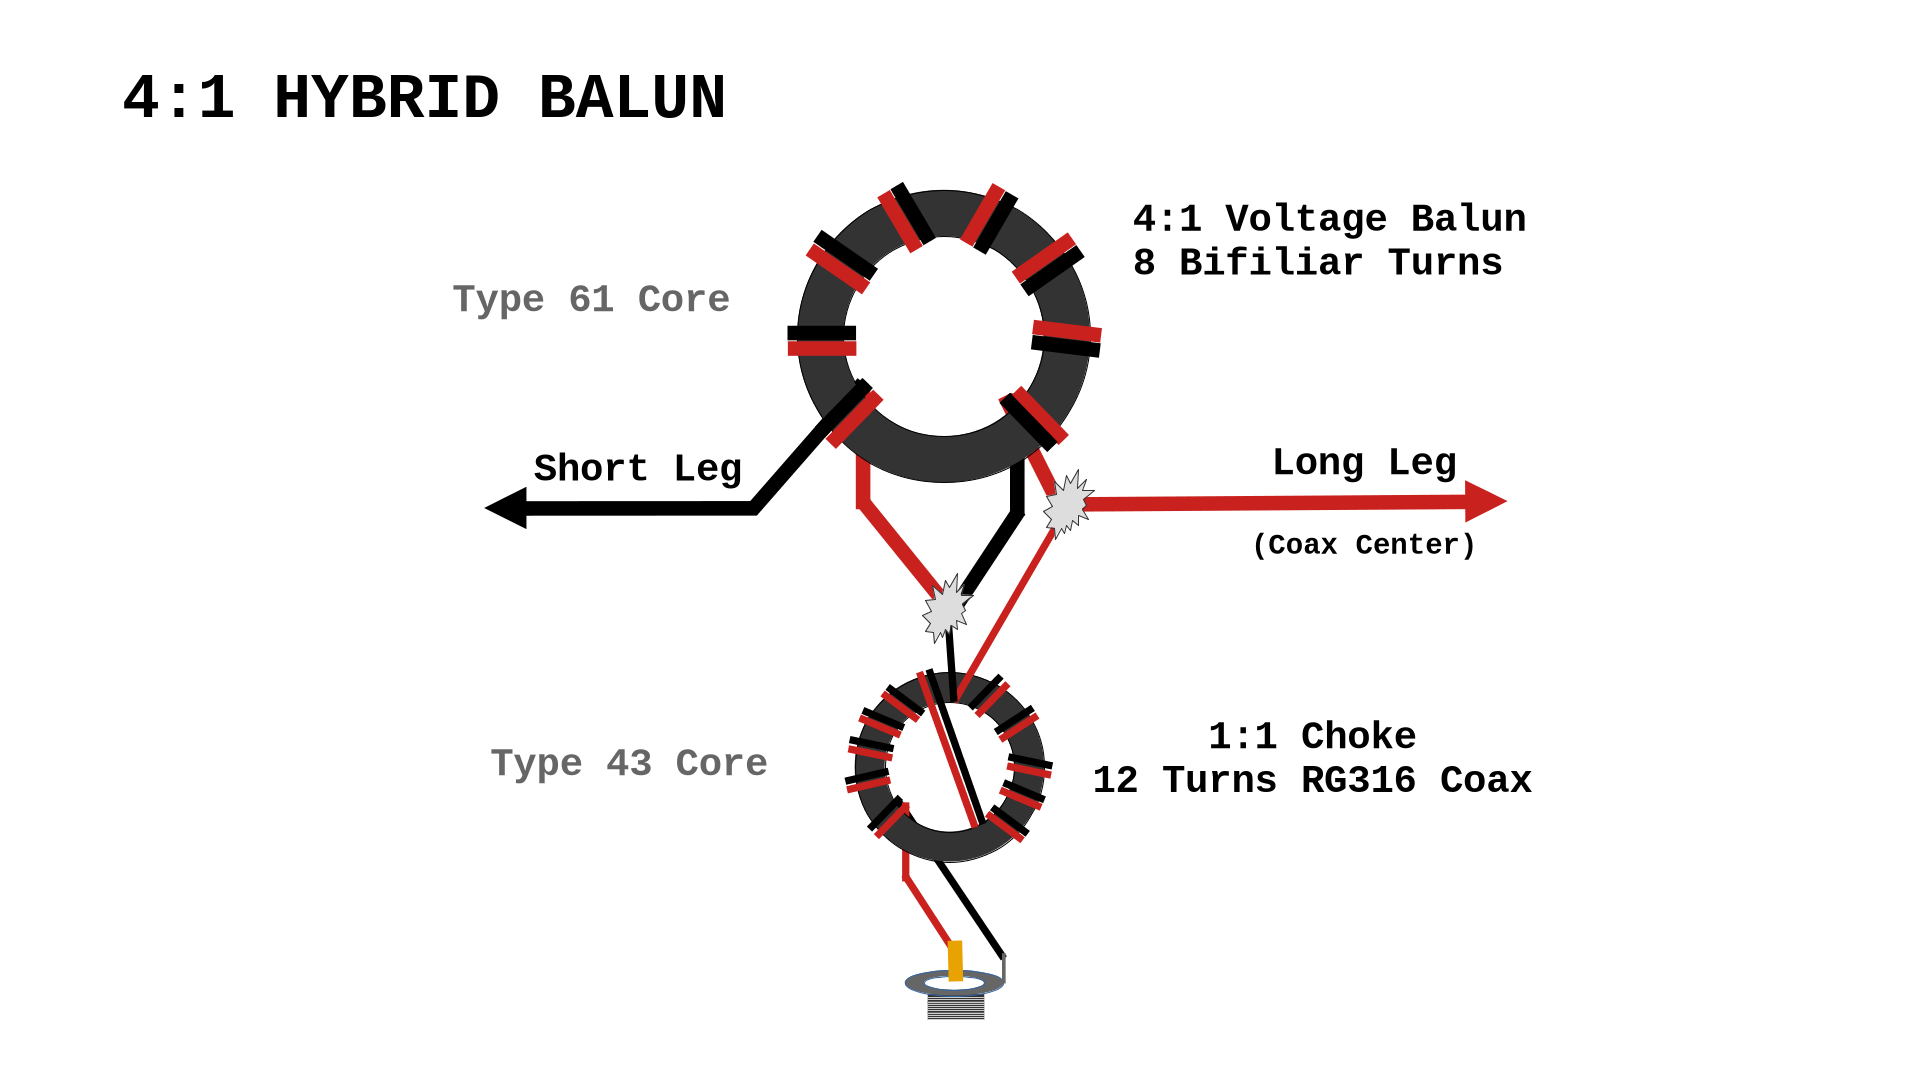 4:1 HYBRID BALUN
4:1 Voltage Balun
8 Bifiliar Turns
Type 61 Core
Short Leg
Long Leg
(Coax Center)
Type 43 Core
1:1 Choke
12 Turns RG316 Coax